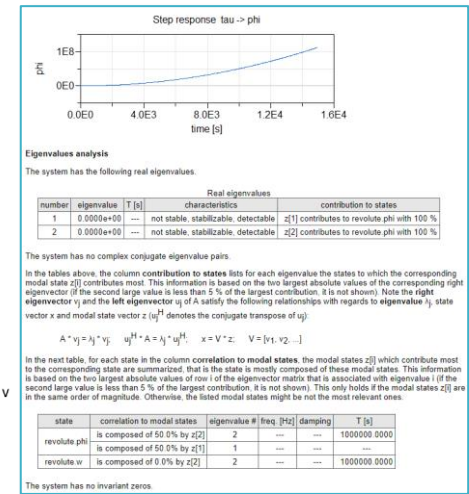 Step response tau -> phi
1E8
phi
0E0
0.0E0 4.0E3 8.0E3 1.2E4 1.6E4
time [s]
Eigenvalues analysis
The system has the following real eigenvalues.
Real eigenvalues
number eigenvalue T [s] characteristics contribution to states
1 0.0000e+00 --- not stable, stabilizable, detectable z[1] contributes to revolute.phi with 100 %
2 0.0000e+00 --- not stable, stabilizable, detectable z[2] contributes to revolute.phi with 100 %
The system has no complex conjugate eigenvalue pairs.
In the tables above, the column contribution to states lists for each eigenvalue the states to which the corresponding
modal state z[i] contributes most. This information is based on the two largest absolute values of the corresponding right
eigenvector (if the second large value is less than 5 % of the largest contribution, it is not shown). Note the right
eigenvector vj and the left eigenvector uj of A satisfy the following relationships with regards to eigenvalue λj, state
vector x and modal state vector z (ujH denotes the conjugate transpose of uj):
A * vj = λj * vj; ujH * A = λj * ujH; x = V * z; V = [v1, v2, ...]
In the next table, for each state in the column correlation to modal states, the modal states z[i] which contribute most
to the corresponding state are summarized, that is the state is mostly composed of these modal states. This information
is based on the two largest absolute values of row i of the eigenvector matrix that is associated with eigenvalue i (if the
second large value is less than 5 % of the largest contribution, it is not shown). This only holds if the modal states z[i] are
in the same order of magnitude. Otherwise, the listed modal states might be not the most relevant ones.
v
state correlation to modal states eigenvalue # freq. [Hz] damping T [s]
revolute.phi is composed of 50.0% by z[2] 2 --- --- 1000000.0000
is composed of 50.0% by z[1] 1 --- --- ---
revolute.w is composed of 0.0% by z[2] 2 --- --- 1000000.0000
The system has no invariant zeros.